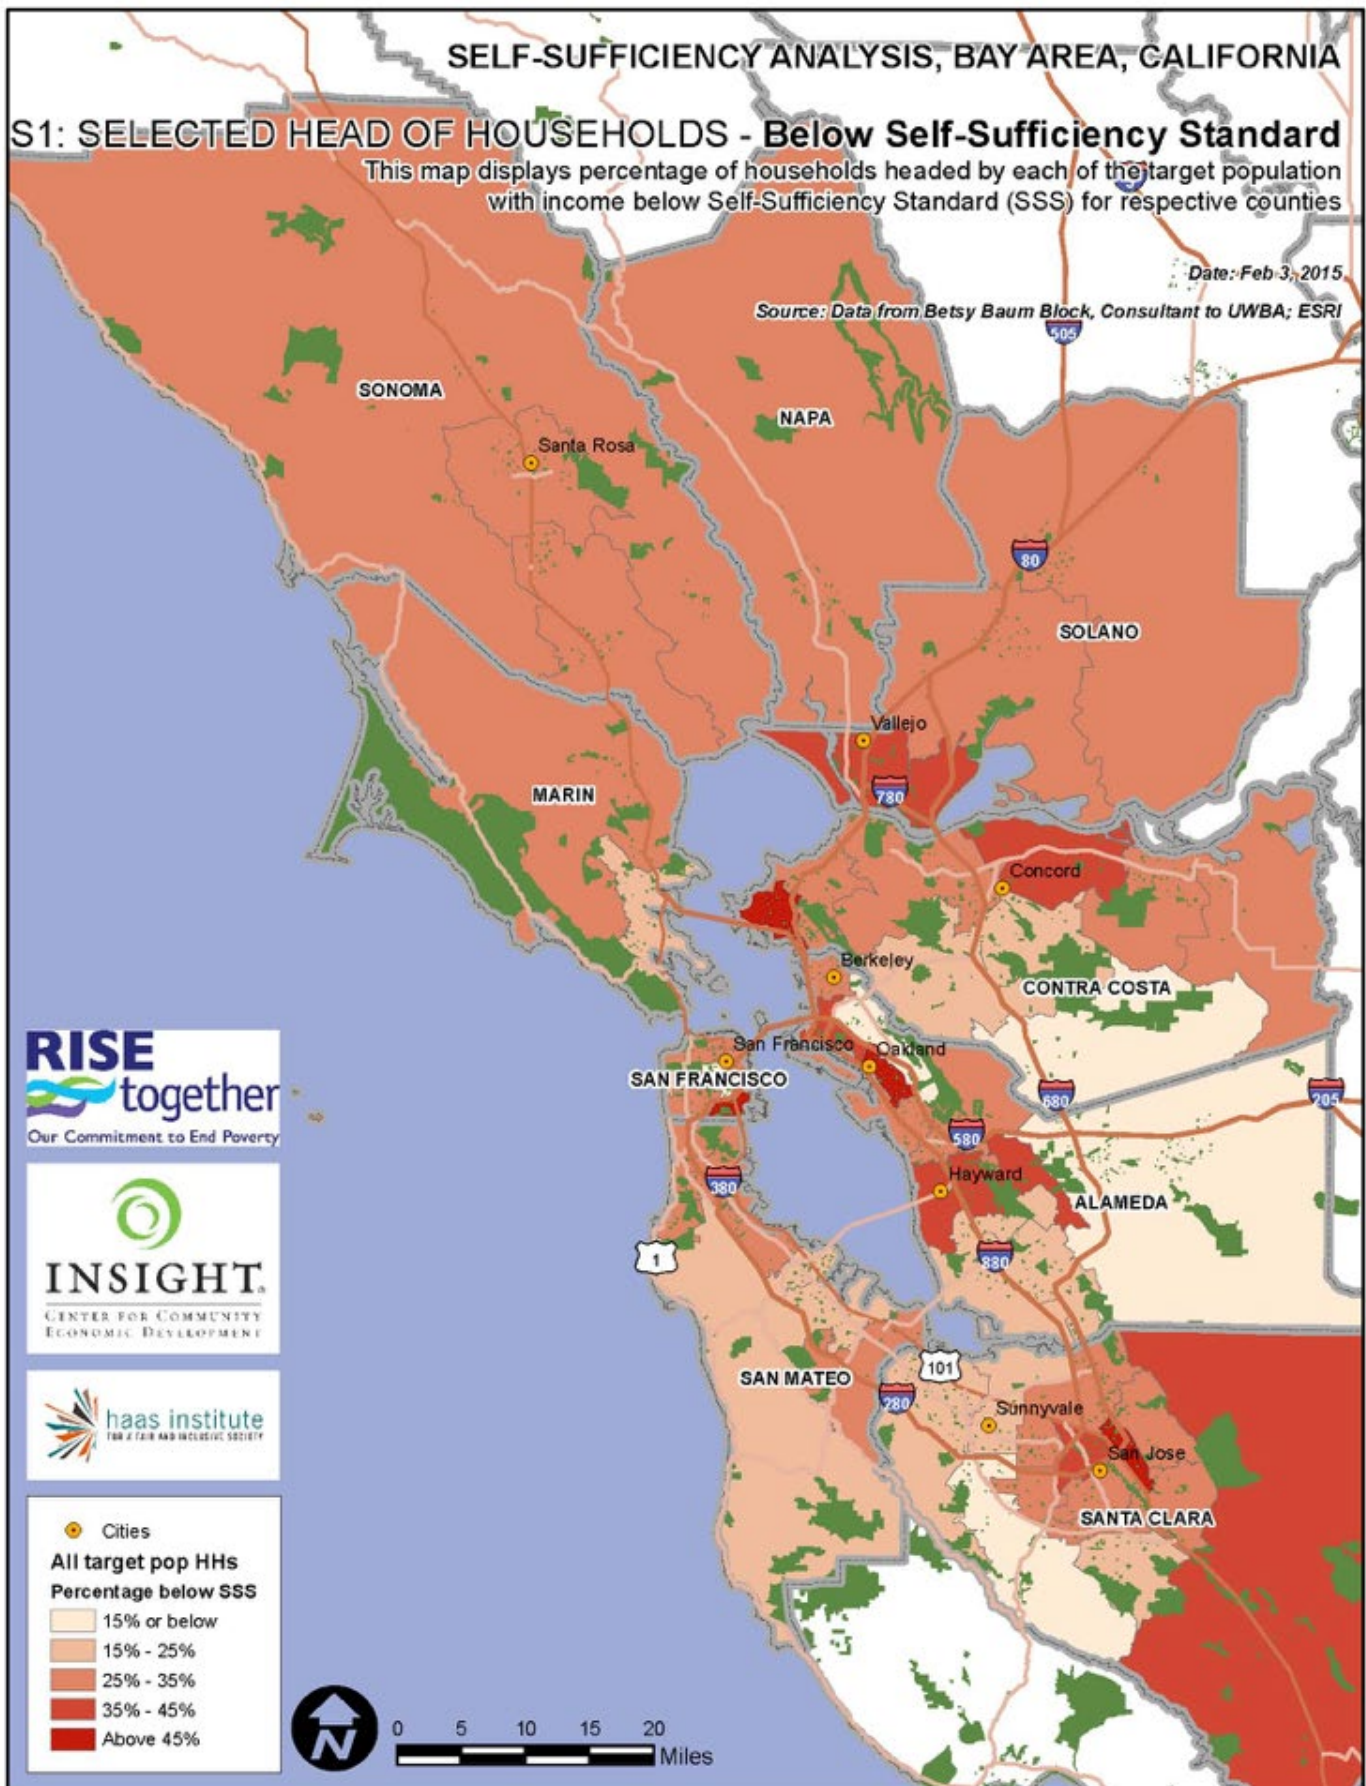 SELF-SUFFICIENCY ANALYSIS, BAY AREA, CALIFORNIA
S1: SELECTED HEAD OF HOUSEHOLDS - Below Self-Sufficiency Standard
This map displays percentage of households headed by each of the target population
with income below Self-Sufficiency Standard (SSS) for respective counties
Date: Feb 3, 2015
Source: Data from Betsy Baum Block, Consultant to UWBA; ESRI
505
SONOMA
NAPA
Santa Rosa
80
SOLANO
Vallejo
780
MARIN
Concord
Berkeley
CONTRA COSTA
San Francisco
Oakland
SAN FRANCISCO
680
205
580
Hayward
380
ALAMEDA
1
880
101
SAN MATEO
280
Sunnyvale
San Jose
SANTA CLARA
RISE
together
Our Commitment to End Poverty
INSIGHT
CENTER FOR COMMUNITY
ECONOMIC DEVELOPMENT
haas institute
FOR A FAIR AND INCLUSIVE SOCIETY
Cities
All target pop HHs
Percentage below SSS
15% or below
15% - 25%
25% - 35%
35% - 45%
Above 45%
N
0 5 10 15 20
Miles